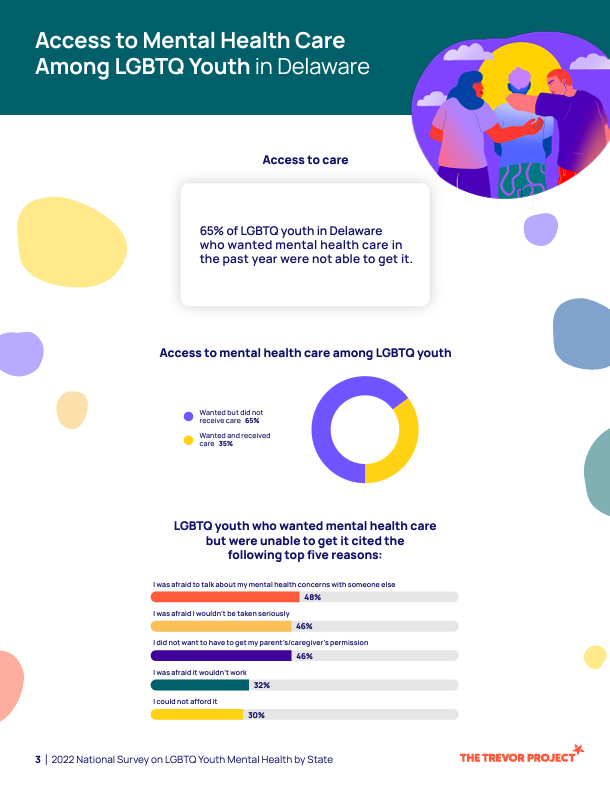 Access to Mental Health Care
Among LGBTQ Youth in Delaware
Access to care
65% of LGBTQ youth in Delaware
who wanted mental health care in
the past year were not able to get it.
Access to mental health care among LGBTQ youth
Wanted but did not
receive care 65%
Wanted and received
care 35%
LGBTQ youth who wanted mental health care
but were unable to get it cited the
following top five reasons:
I was afraid to talk about my mental health concerns with someone else
48%
I was afraid I wouldn't be taken seriously
46%
I did not want to have to get my parent's/caregiver's permission
46%
I was afraid it wouldn't work
32%
I could not afford it
30%
3 | 2022 National Survey on LGBTQ Youth Mental Health by State
THE TREVOR PROJECT